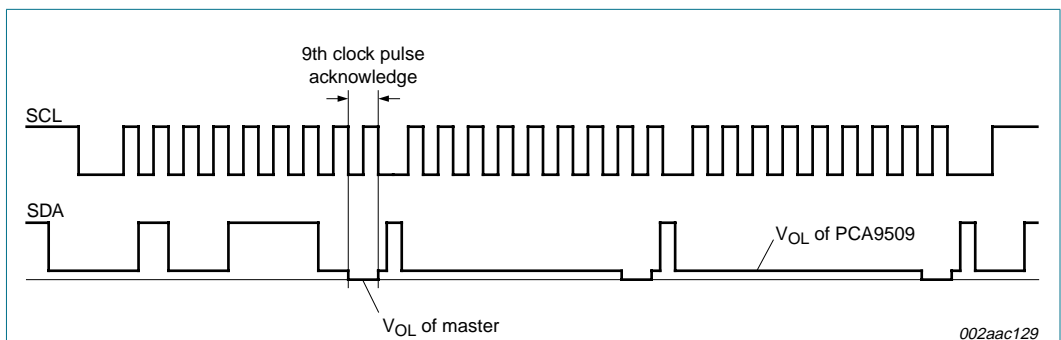 9th clock pulse
acknowledge
SCL
SDA
VOL of PCA9509
VOL of master
002aac129